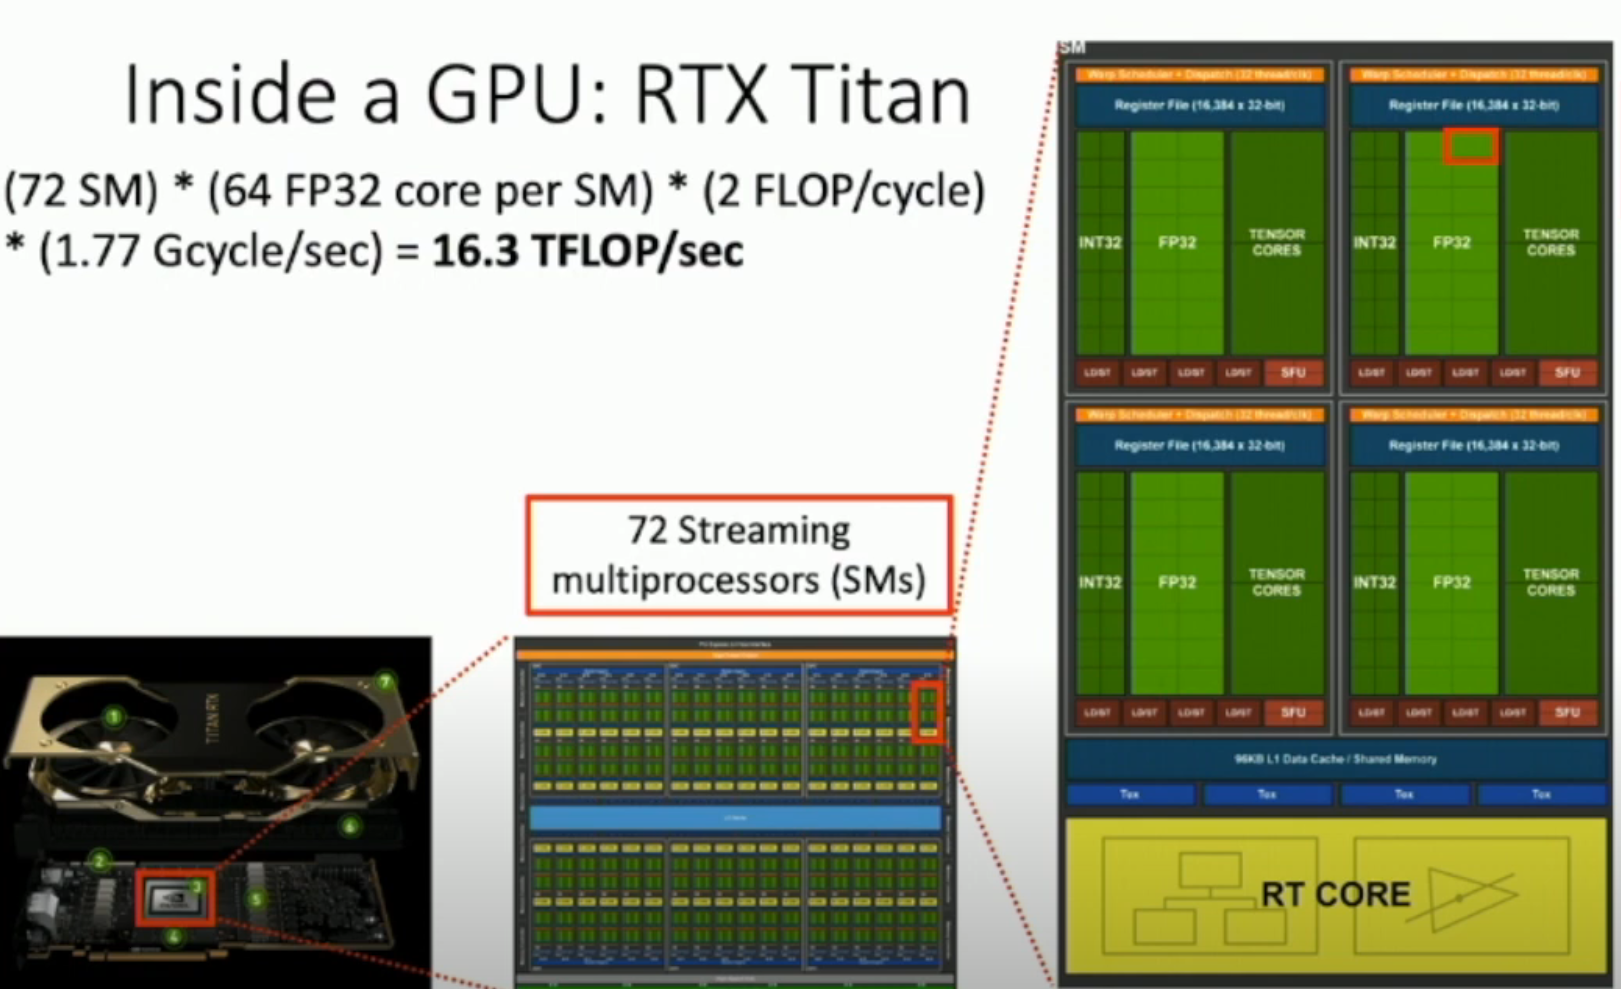 Inside a GPU: RTX Titan
(72 SM) * (64 FP32 core per SM) * (2 FLOP/cycle)
* (1.77 Gcycle/sec) = 16.3 TFLOP/sec
72 Streaming
multiprocessors (SMs)
TITAN RTX
1
7
6
2
3
5
4
SM
Warp Scheduler + Dispatch (32 thread/clk)
Warp Scheduler + Dispatch (32 thread/clk)
Register File (16,384 x 32-bit)
Register File (16,384 x 32-bit)
INT32
FP32
TENSOR
CORES
INT32
FP32
TENSOR
CORES
LD/ST LD/ST LD/ST LD/ST SFU
LD/ST LD/ST LD/ST LD/ST SFU
Warp Scheduler + Dispatch (32 thread/clk)
Warp Scheduler + Dispatch (32 thread/clk)
Register File (16,384 x 32-bit)
Register File (16,384 x 32-bit)
INT32
FP32
TENSOR
CORES
INT32
FP32
TENSOR
CORES
LD/ST LD/ST LD/ST LD/ST SFU
LD/ST LD/ST LD/ST LD/ST SFU
96KB L1 Data Cache / Shared Memory
Tex Tex Tex Tex
RT CORE